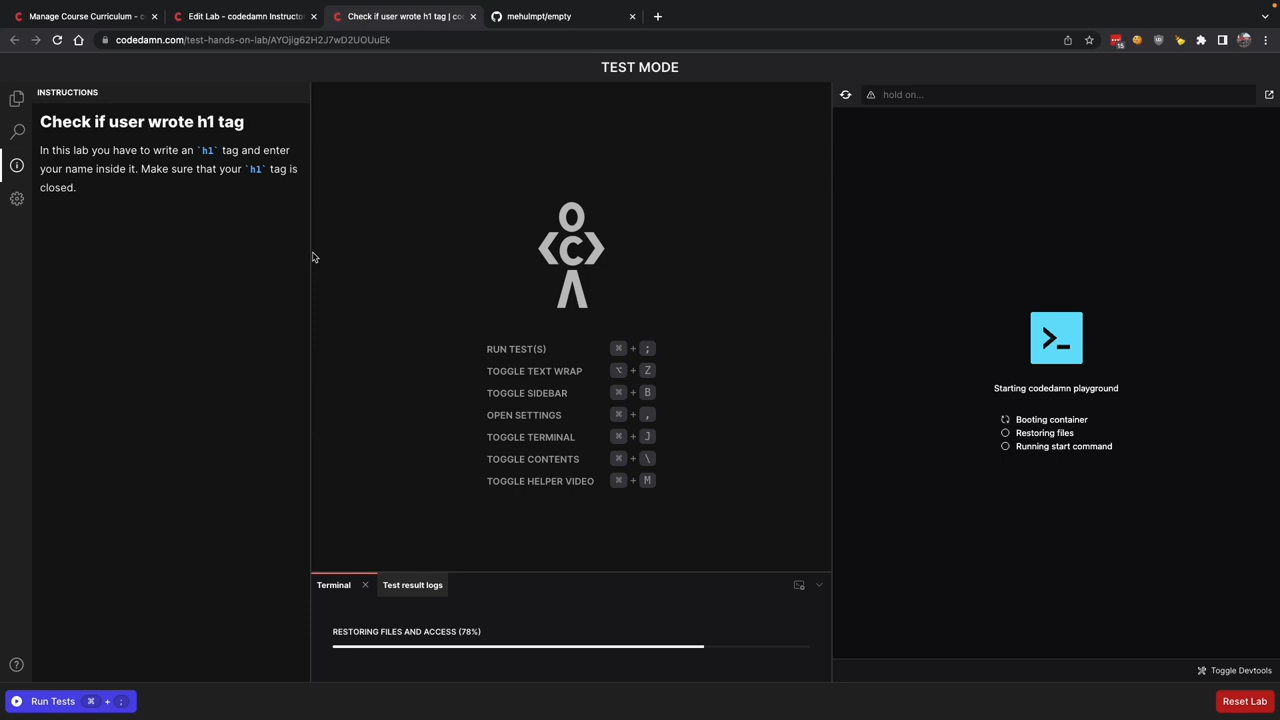 Manage Course Curriculum - c
Edit Lab - codedamn Instructor
Check if user wrote h1 tag | co
mehulmpt/empty
codedamn.com/test-hands-on-lab/AYOjig62H2J7wD2UOUuEk
15
TEST MODE
INSTRUCTIONS
hold on...
Check if user wrote h1 tag
In this lab you have to write an `h1` tag and enter
your name inside it. Make sure that your `h1` tag is
closed.
RUN TEST(S) ⌘ + ;
TOGGLE TEXT WRAP ⌥ + Z
TOGGLE SIDEBAR ⌘ + B
OPEN SETTINGS ⌘ + ,
TOGGLE TERMINAL ⌘ + J
TOGGLE CONTENTS ⌘ + \
TOGGLE HELPER VIDEO ⌘ + M
Starting codedamn playground
Booting container
Restoring files
Running start command
Terminal
Test result logs
RESTORING FILES AND ACCESS (78%)
Toggle Devtools
Run Tests ⌘ + ;
Reset Lab